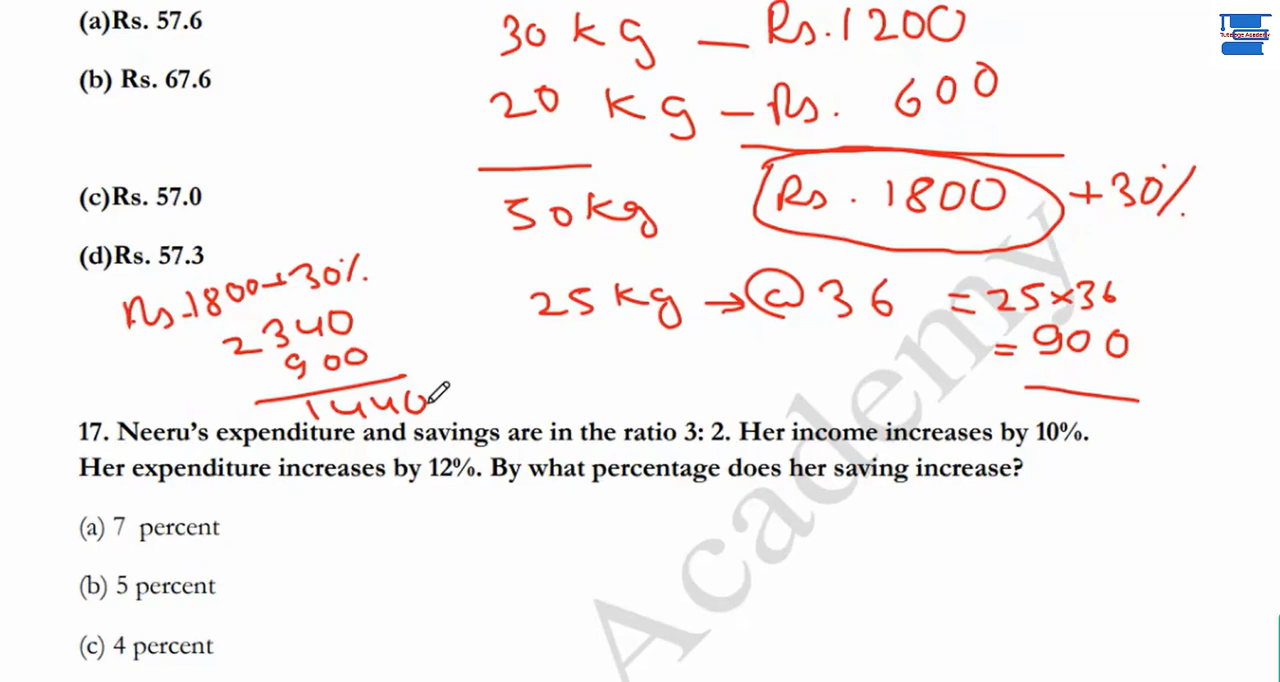 (a)Rs. 57.6
30 kg — Rs.1200
(b) Rs. 67.6
20 kg — Rs. 600
50kg Rs. 1800 +30%
(c)Rs. 57.0
(d)Rs. 57.3
Rs.1800+30%
25 kg → @ 36 = 25×36
2340
= 900
900
1440
17. Neeru’s expenditure and savings are in the ratio 3: 2. Her income increases by 10%.
Her expenditure increases by 12%. By what percentage does her saving increase?
(a) 7 percent
(b) 5 percent
(c) 4 percent
Academy